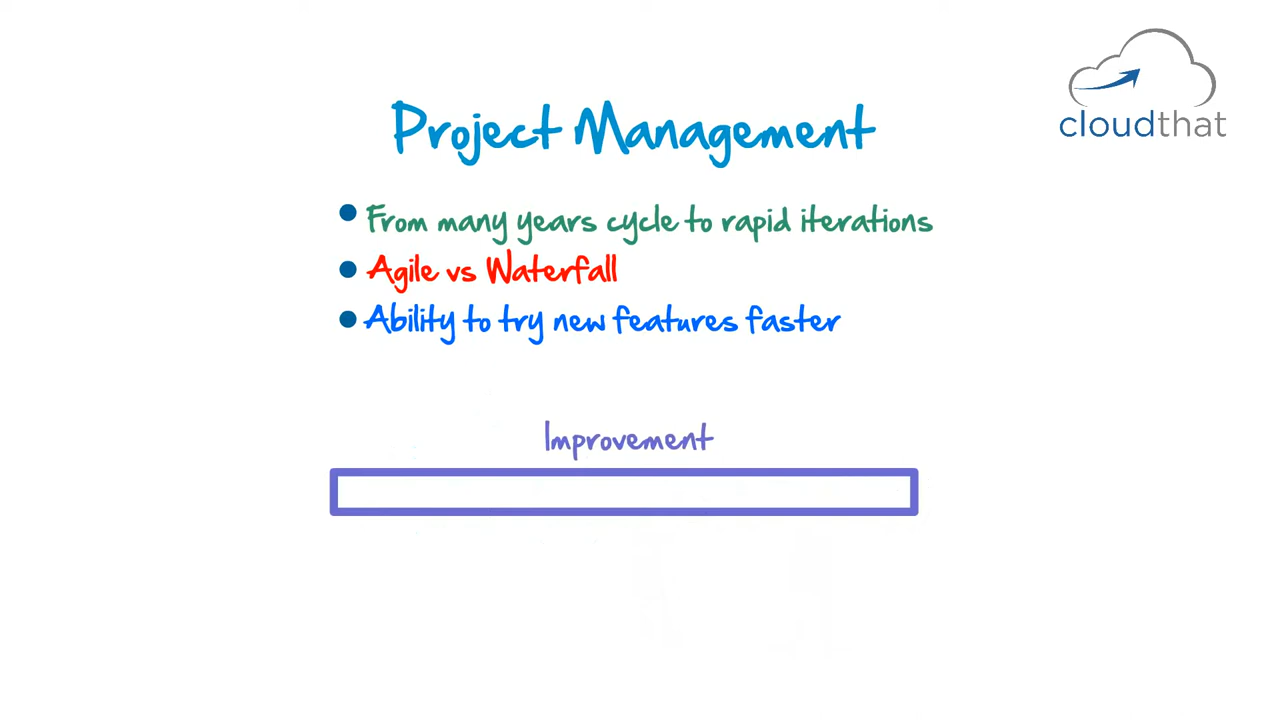 cloudthat
Project Management
From many years cycle to rapid iterations
Agile vs Waterfall
Ability to try new features faster
Improvement